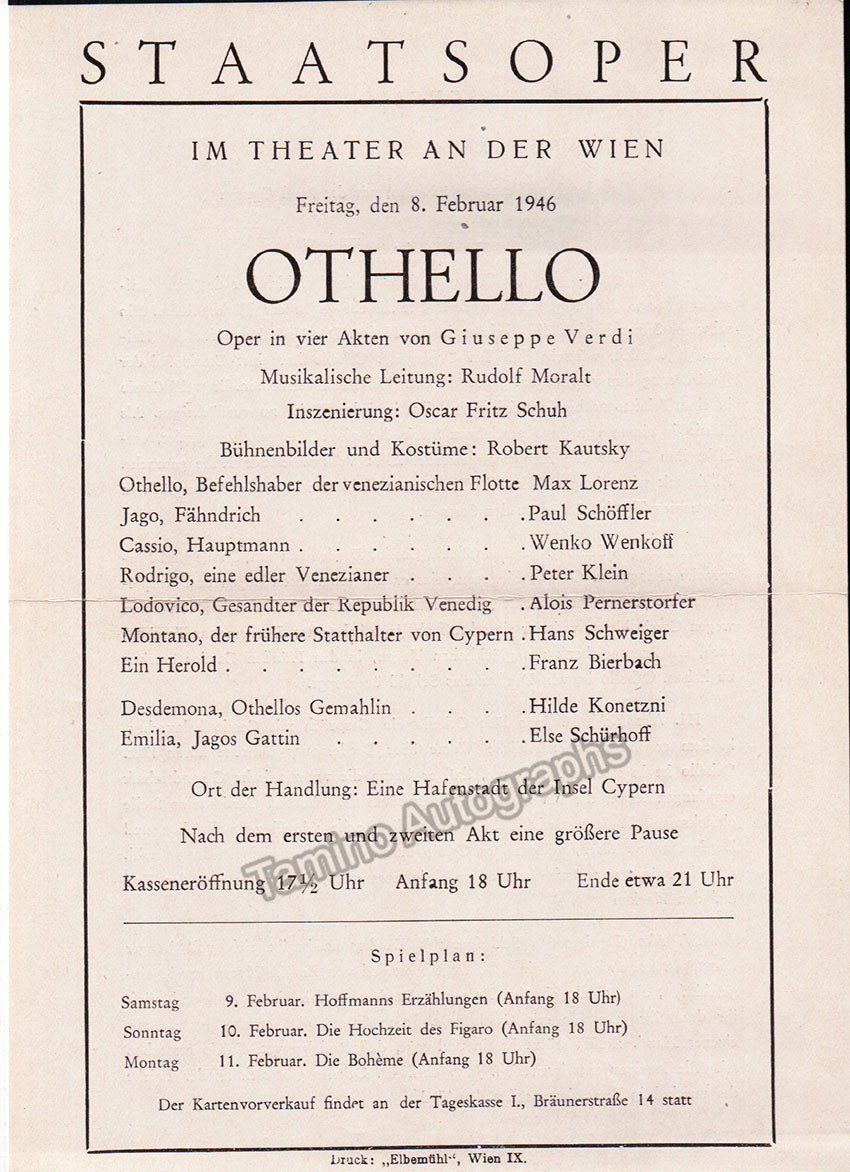 STAATSOPER
IM THEATER AN DER WIEN
Freitag, den 8. Februar 1946
OTHELLO
Oper in vier Akten von Giuseppe Verdi
Musikalische Leitung: Rudolf Moralt
Inszenierung: Oscar Fritz Schuh
Bühnenbilder und Kostüme: Robert Kautsky
Othello, Befehlshaber der venezianischen Flotte Max Lorenz
Jago, Fähndrich . . . . . . . Paul Schöffler
Cassio, Hauptmann . . . . . . . Wenko Wenkoff
Rodrigo, eine edler Venezianer . . . . Peter Klein
Lodovico, Gesandter der Republik Venedig . Alois Pernerstorfer
Montano, der frühere Statthalter von Cypern . Hans Schweiger
Ein Herold . . . . . . . . . Franz Bierbach
Desdemona, Othellos Gemahlin . . . . Hilde Konetzni
Emilia, Jagos Gattin . . . . . . Else Schürhoff
Ort der Handlung: Eine Hafenstadt der Insel Cypern
Nach dem ersten und zweiten Akt eine größere Pause
Tamino Autographs
Kasseneröffnung 17½ Uhr Anfang 18 Uhr Ende etwa 21 Uhr
Spielplan:
Samstag 9. Februar. Hoffmanns Erzählungen (Anfang 18 Uhr)
Sonntag 10. Februar. Die Hochzeit des Figaro (Anfang 18 Uhr)
Montag 11. Februar. Die Bohème (Anfang 18 Uhr)
Der Kartenvorverkauf findet an der Tageskasse I., Bräunerstraße 14 statt
Druck: „Elbemühl“, Wien IX.